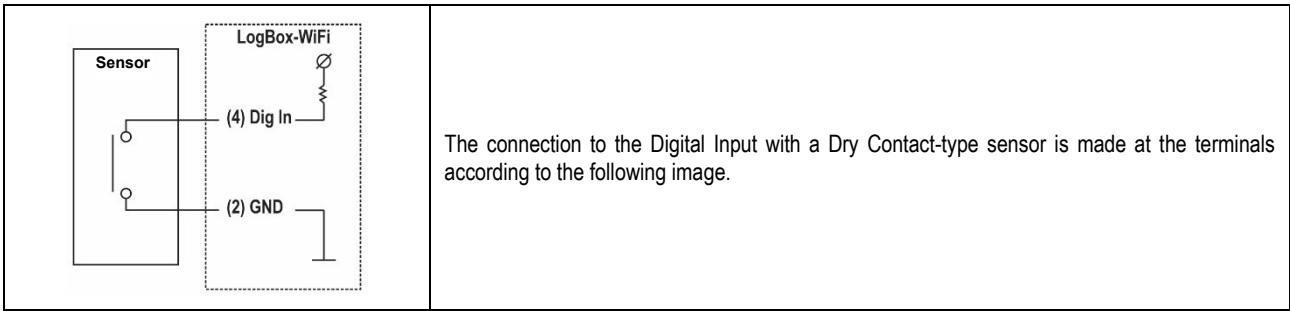 LogBox-WiFi
Sensor
(4) Dig In
(2) GND
The connection to the Digital Input with a Dry Contact-type sensor is made at the terminals
according to the following image.